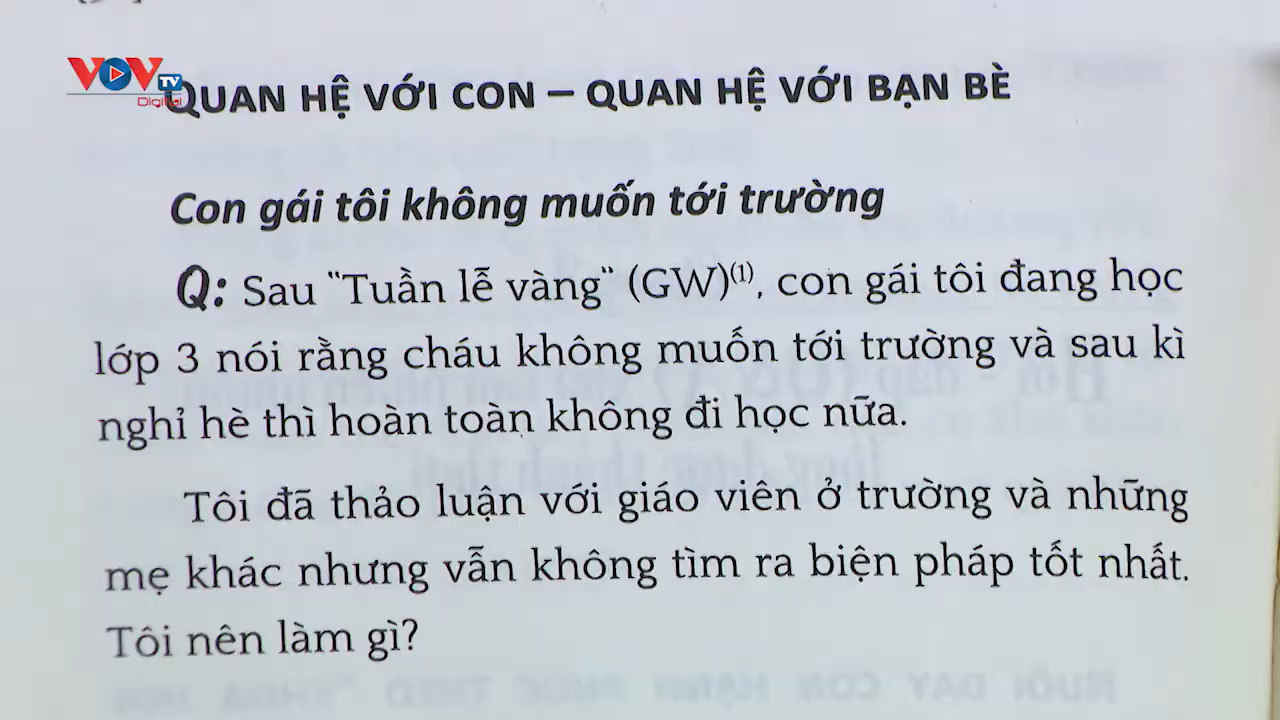 VOV TV
Digital
QUAN HỆ VỚI CON – QUAN HỆ VỚI BẠN BÈ
Con gái tôi không muốn tới trường
Q: Sau "Tuần lễ vàng" (GW)(1), con gái tôi đang học
lớp 3 nói rằng cháu không muốn tới trường và sau kì
nghỉ hè thì hoàn toàn không đi học nữa.
Tôi đã thảo luận với giáo viên ở trường và những
mẹ khác nhưng vẫn không tìm ra biện pháp tốt nhất.
Tôi nên làm gì?